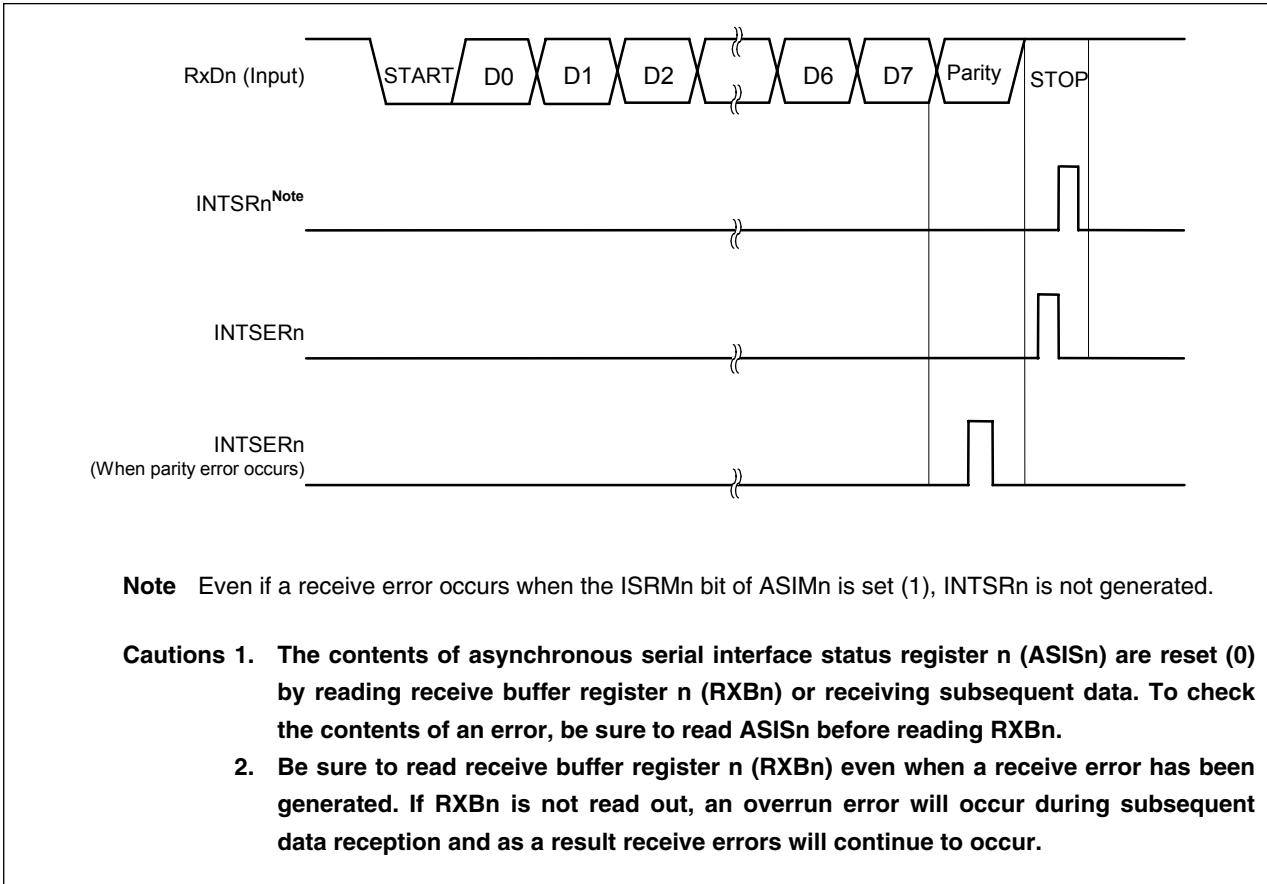 RxDn (Input) START D0 D1 D2 D6 D7 Parity STOP
INTSRnNote
INTSERn
INTSERn
(When parity error occurs)
Note Even if a receive error occurs when the ISRMn bit of ASIMn is set (1), INTSRn is not generated.
Cautions 1. The contents of asynchronous serial interface status register n (ASISn) are reset (0)
by reading receive buffer register n (RXBn) or receiving subsequent data. To check
the contents of an error, be sure to read ASISn before reading RXBn.
2. Be sure to read receive buffer register n (RXBn) even when a receive error has been
generated. If RXBn is not read out, an overrun error will occur during subsequent
data reception and as a result receive errors will continue to occur.